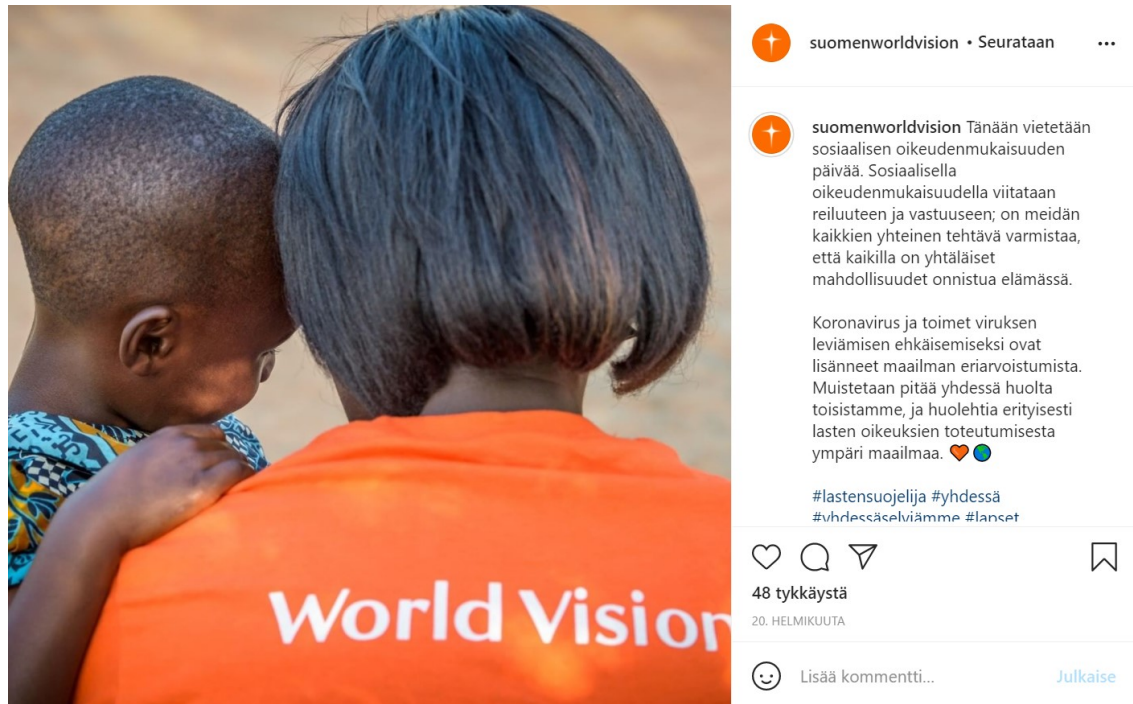 World Vision
suomenworldvision • Seurataan
suomenworldvision Tänään vietetään
sosiaalisen oikeudenmukaisuuden
päivää. Sosiaalisella
oikeudenmukaisuudella viitataan
reiluuteen ja vastuuseen; on meidän
kaikkien yhteinen tehtävä varmistaa,
että kaikilla on yhtäläiset
mahdollisuudet onnistua elämässä.
Koronavirus ja toimet viruksen
leviämisen ehkäisemiseksi ovat
lisänneet maailman eriarvoistumista.
Muistetaan pitää yhdessä huolta
toisistamme, ja huolehtia erityisesti
lasten oikeuksien toteutumisesta
ympäri maailmaa. 🧡🌍
#lastensuojelija #yhdessä
#yhdessäselviämme #lapset
48 tykkäystä
20. HELMIKUUTA
Lisää kommentti...
Julkaise